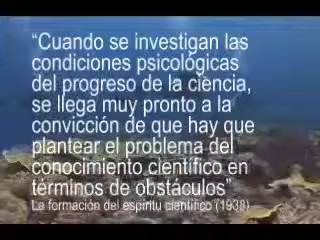 “Cuando se investigan las
condiciones psicológicas
del progreso de la ciencia,
se llega muy pronto a la
convicción de que hay que
plantear el problema del
conocimiento científico en
términos de obstáculos”
La formación del espíritu científico (1938)